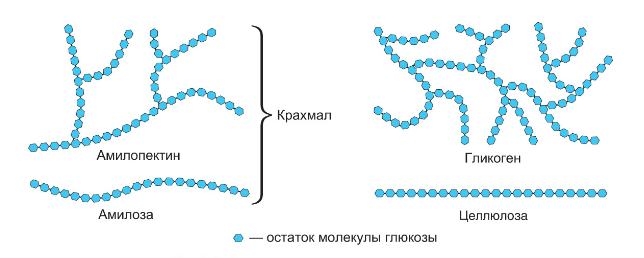 Крахмал
Амилопектин
Гликоген
Амилоза
Целлюлоза
— остаток молекулы глюкозы